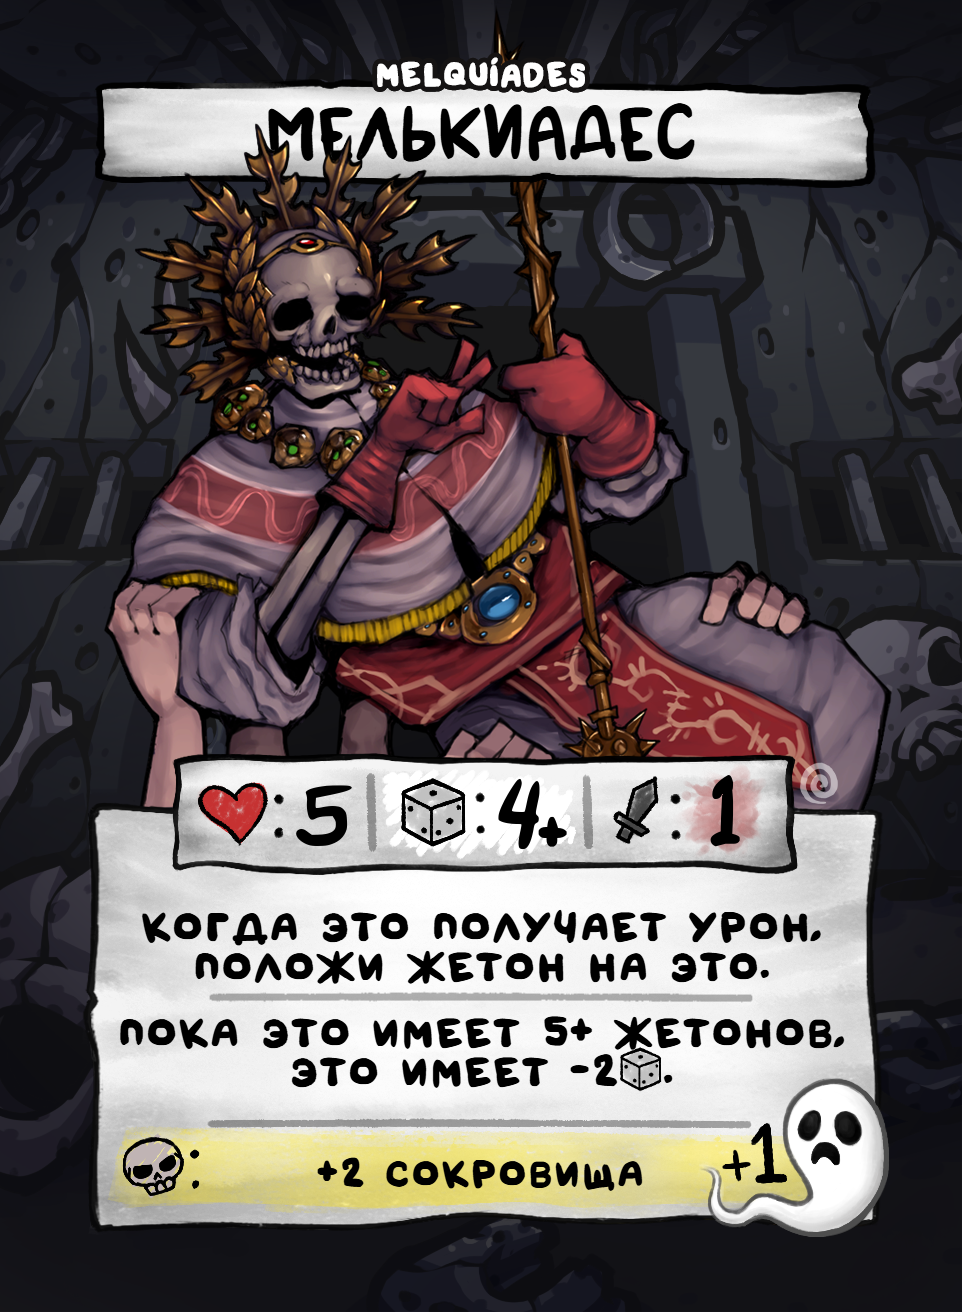 MELQUÍADES
МЕЛЬКИАДЕС
: 5 : 4+ : 1
КОГДА ЭТО ПОЛУЧАЕТ УРОН,
ПОЛОЖИ ЖЕТОН НА ЭТО.
ПОКА ЭТО ИМЕЕТ 5+ ЖЕТОНОВ,
ЭТО ИМЕЕТ -2.
: +2 СОКРОВИЩА +1